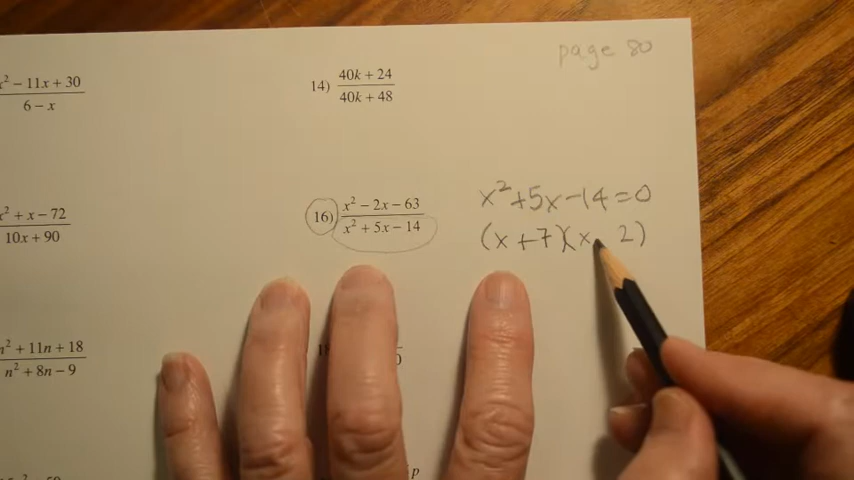 page 80
x² - 11x + 30
6 - x
14) 40k + 24
40k + 48
x² + x - 72
10x + 90
16) x² - 2x - 63
x² + 5x - 14
x² + 5x - 14 = 0
(x + 7)(x 2)
n² + 11n + 18
n² + 8n - 9